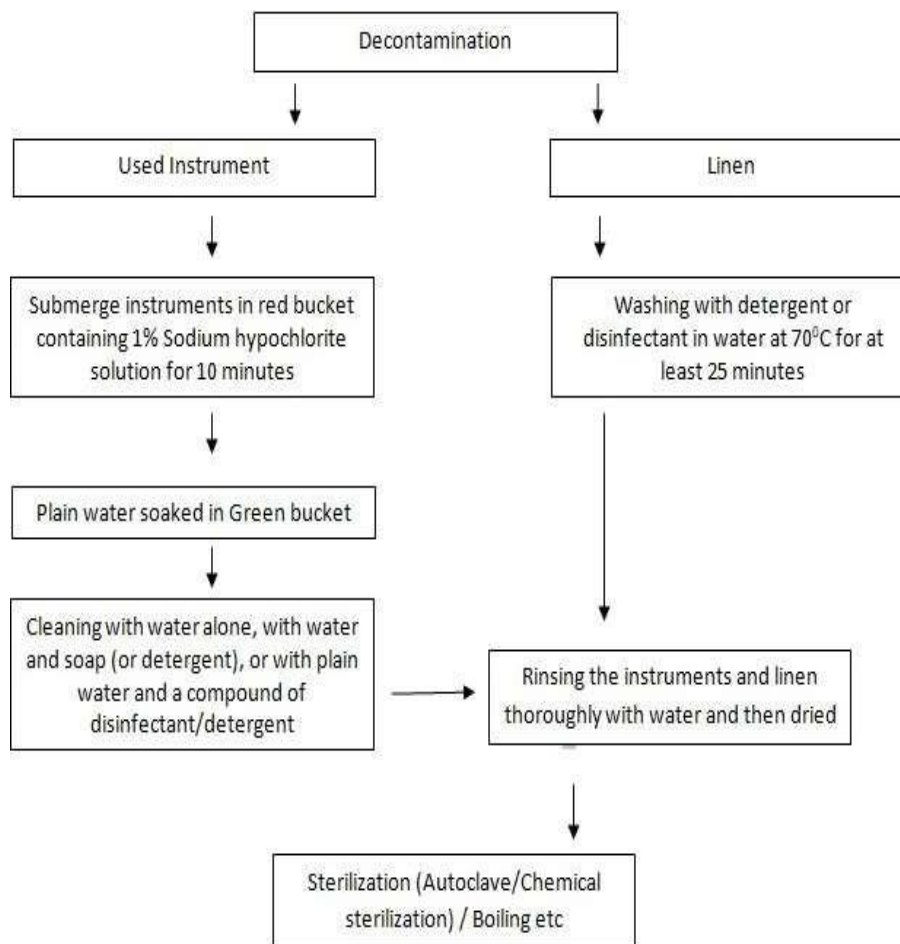 Decontamination
Used Instrument
Linen
Submerge instruments in red bucket
containing 1% Sodium hypochlorite
solution for 10 minutes
Washing with detergent or
disinfectant in water at 70⁰C for at
least 25 minutes
Plain water soaked in Green bucket
Cleaning with water alone, with water
and soap (or detergent), or with plain
water and a compound of
disinfectant/detergent
Rinsing the instruments and linen
thoroughly with water and then dried
Sterilization (Autoclave/Chemical
sterilization) / Boiling etc